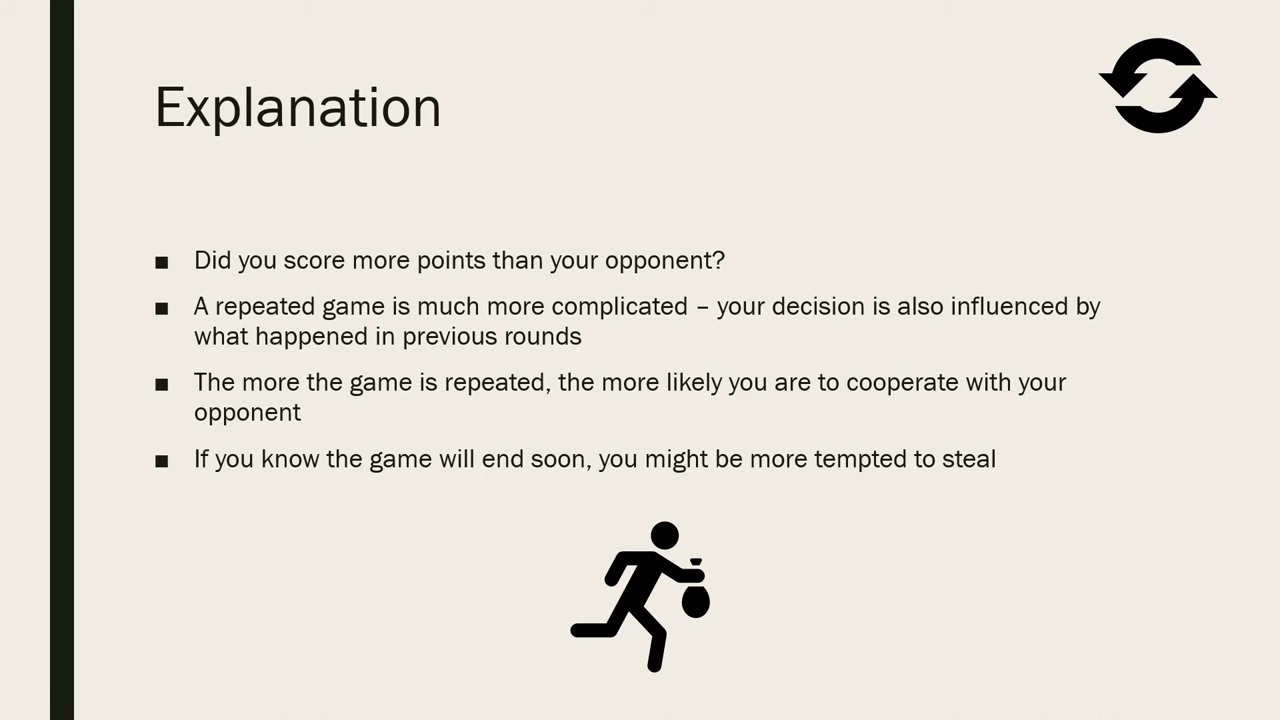 Explanation
■ Did you score more points than your opponent?
■ A repeated game is much more complicated – your decision is also influenced by
what happened in previous rounds
■ The more the game is repeated, the more likely you are to cooperate with your
opponent
■ If you know the game will end soon, you might be more tempted to steal